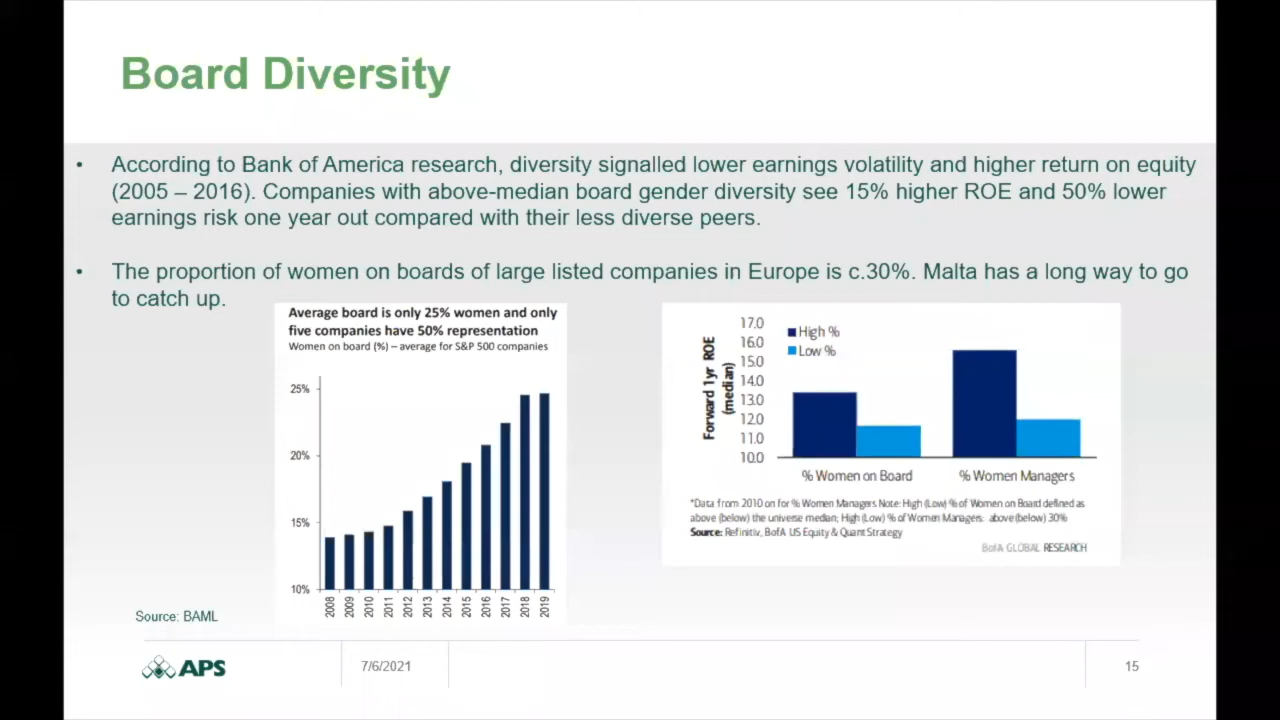 Board Diversity
• According to Bank of America research, diversity signalled lower earnings volatility and higher return on equity
(2005 – 2016). Companies with above-median board gender diversity see 15% higher ROE and 50% lower
earnings risk one year out compared with their less diverse peers.
• The proportion of women on boards of large listed companies in Europe is c.30%. Malta has a long way to go
to catch up.
Average board is only 25% women and only
five companies have 50% representation
Women on board (%) – average for S&P 500 companies
25%
20%
15%
10%
2008 2009 2010 2011 2012 2013 2014 2015 2016 2017 2018 2019
Forward 1yr ROE
(median)
17.0
16.0
15.0
14.0
13.0
12.0
11.0
10.0
High %
Low %
% Women on Board % Women Managers
*Data from 2010 on for % Women Managers Note: High (Low) % of Women on Board defined as
above (below) the universe median; High (Low) % of Women Managers: above (below) 30%
Source: Refinitiv, BofA US Equity & Quant Strategy
BofA GLOBAL RESEARCH
Source: BAML
APS
7/6/2021
15